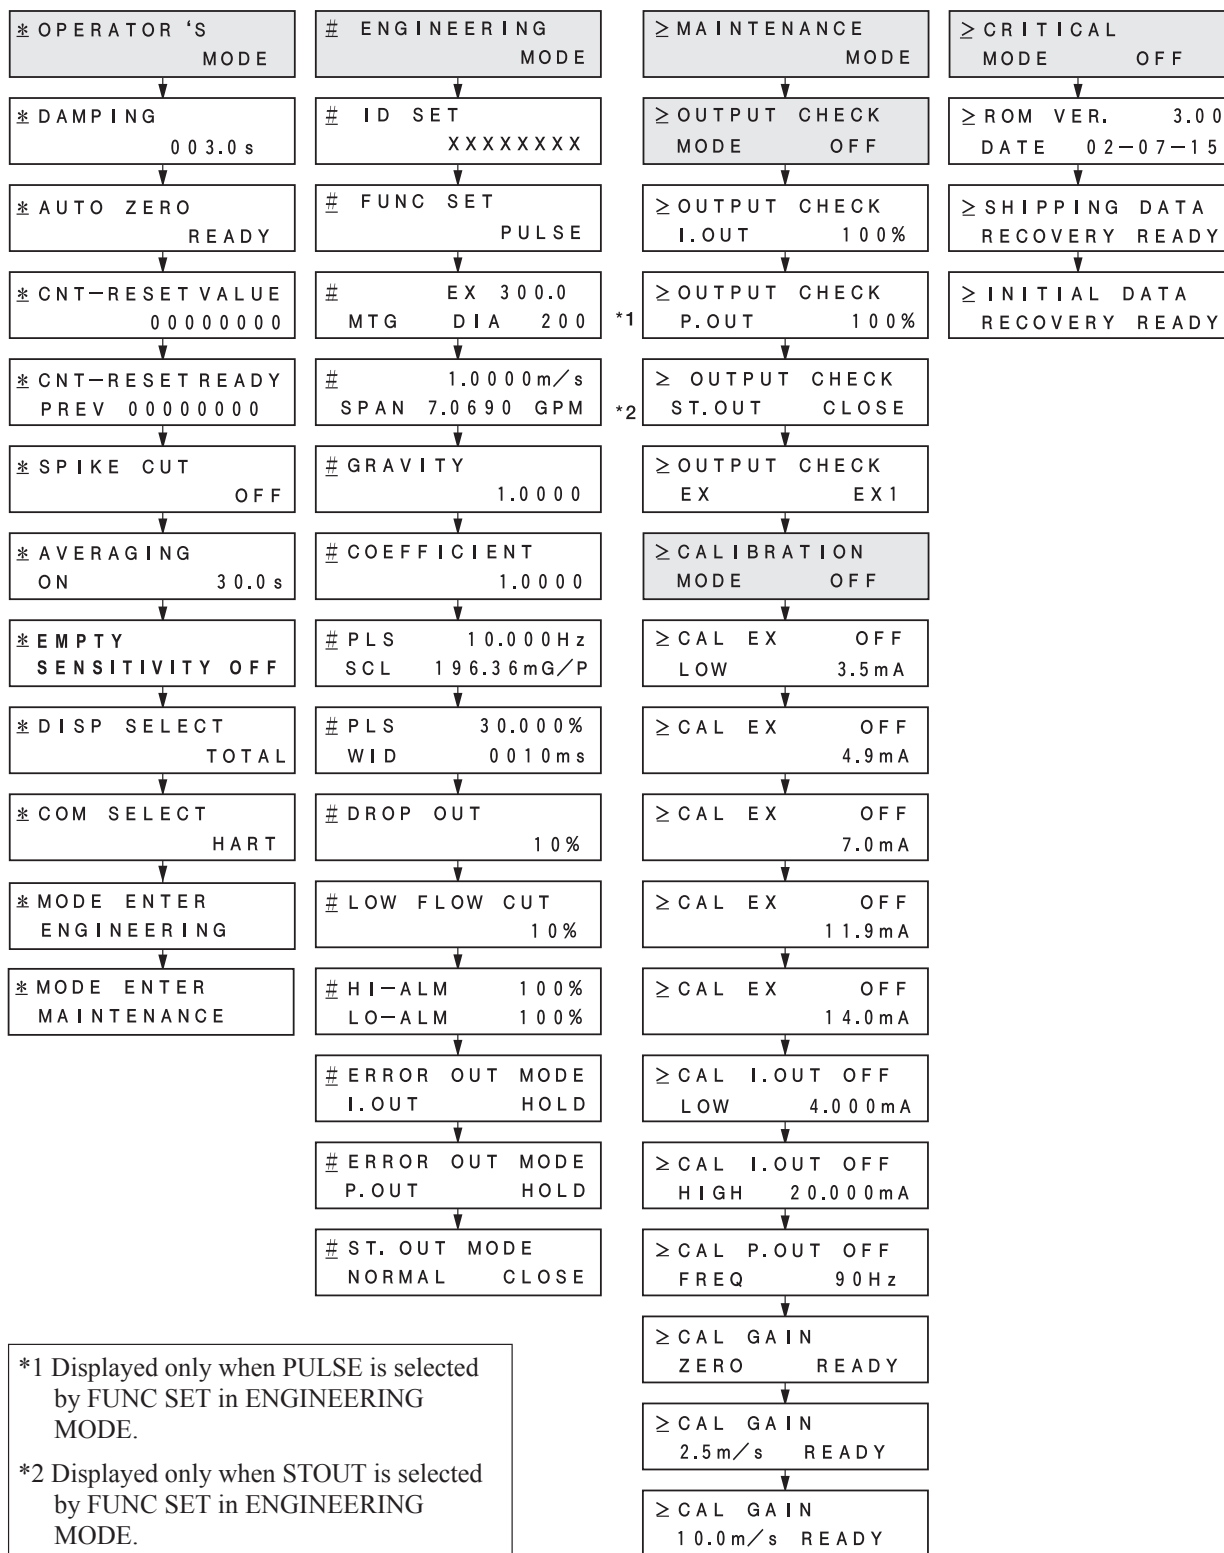 * OPERATOR 'S
MODE
* DAMPING
003.0s
* AUTO ZERO
READY
* CNT-RESET VALUE
00000000
* CNT-RESET READY
PREV 00000000
* SPIKE CUT
OFF
* AVERAGING
ON 30.0s
* EMPTY
SENSITIVITY OFF
* DISP SELECT
TOTAL
* COM SELECT
HART
* MODE ENTER
ENGINEERING
* MODE ENTER
MAINTENANCE
# ENGINEERING
MODE
# ID SET
XXXXXXXX
# FUNC SET
PULSE
# EX 300.0
MTG DIA 200
# 1.0000m/s
SPAN 7.0690 GPM
# GRAVITY
1.0000
# COEFFICIENT
1.0000
# PLS 10.000Hz
SCL 196.36mG/P
# PLS 30.000%
WID 0010ms
# DROP OUT
10%
# LOW FLOW CUT
10%
# HI-ALM 100%
LO-ALM 100%
# ERROR OUT MODE
I.OUT HOLD
# ERROR OUT MODE
P.OUT HOLD
# ST. OUT MODE
NORMAL CLOSE
≥ MAINTENANCE
MODE
≥ OUTPUT CHECK
MODE OFF
≥ OUTPUT CHECK
I.OUT 100%
*1
≥ OUTPUT CHECK
P.OUT 100%
*2
≥ OUTPUT CHECK
ST.OUT CLOSE
≥ OUTPUT CHECK
EX EX1
≥ CALIBRATION
MODE OFF
≥ CAL EX OFF
LOW 3.5mA
≥ CAL EX OFF
4.9mA
≥ CAL EX OFF
7.0mA
≥ CAL EX OFF
11.9mA
≥ CAL EX OFF
14.0mA
≥ CAL I.OUT OFF
LOW 4.000mA
≥ CAL I.OUT OFF
HIGH 20.000mA
≥ CAL P.OUT OFF
FREQ 90Hz
≥ CAL GAIN
ZERO READY
≥ CAL GAIN
2.5m/s READY
≥ CAL GAIN
10.0m/s READY
≥ CRITICAL
MODE OFF
≥ ROM VER. 3.00
DATE 02-07-15
≥ SHIPPING DATA
RECOVERY READY
≥ INITIAL DATA
RECOVERY READY
*1 Displayed only when PULSE is selected
by FUNC SET in ENGINEERING
MODE.
*2 Displayed only when STOUT is selected
by FUNC SET in ENGINEERING
MODE.